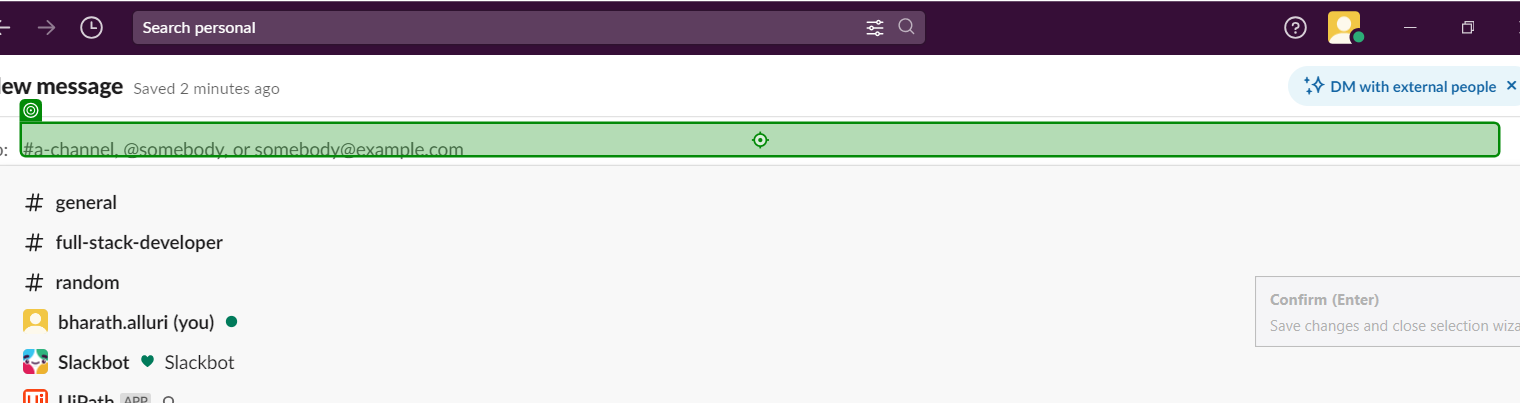 Search personal
ew message Saved 2 minutes ago
DM with external people ×
: #a-channel, @somebody, or somebody@example.com
# general
# full-stack-developer
# random
bharath.alluri (you)
Slackbot Slackbot
Confirm (Enter)
Save changes and close selection wiza
UiPath APP